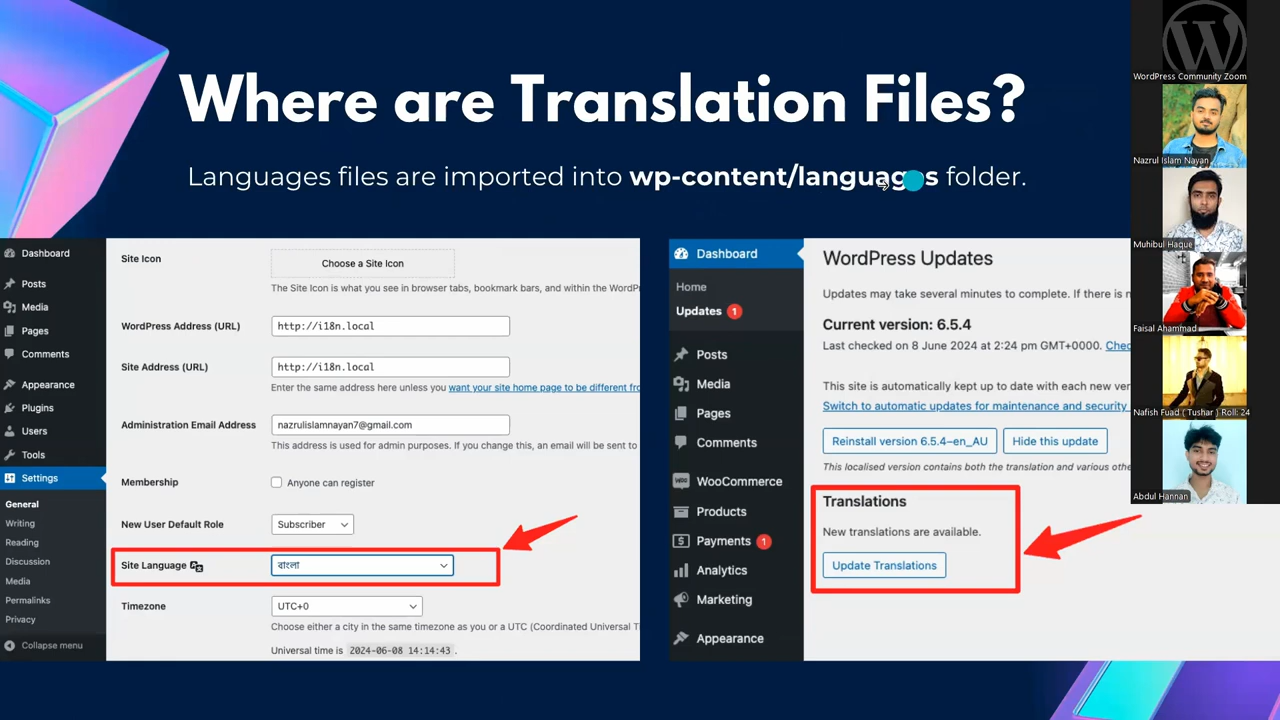 Where are Translation Files?
Languages files are imported into wp-content/languages folder.
Dashboard
Posts
Media
Pages
Comments
Appearance
Plugins
Users
Tools
Settings
General
Writing
Reading
Discussion
Media
Permalinks
Privacy
Collapse menu
Site Icon
Choose a Site Icon
The Site Icon is what you see in browser tabs, bookmark bars, and within the WordPr
WordPress Address (URL)
http://i18n.local
Site Address (URL)
http://i18n.local
Enter the same address here unless you want your site home page to be different fro
Administration Email Address
nazrulislamnayan7@gmail.com
This address is used for admin purposes. If you change this, an email will be sent to
Membership
Anyone can register
New User Default Role
Subscriber
Site Language
বাংলা
Timezone
UTC+0
Choose either a city in the same timezone as you or a UTC (Coordinated Universal T
Universal time is 2024-06-08 14:14:43 .
Dashboard
Home
Updates 1
Posts
Media
Pages
Comments
WooCommerce
Products
Payments 1
Analytics
Marketing
Appearance
WordPress Updates
Updates may take several minutes to complete. If there is n
Current version: 6.5.4
Last checked on 8 June 2024 at 2:24 pm GMT+0000. Chec
This site is automatically kept up to date with each new ver
Switch to automatic updates for maintenance and security
Reinstall version 6.5.4–en_AU
Hide this update
This localised version contains both the translation and various othe
Translations
New translations are available.
Update Translations
WordPress Community Zoom
Nazrul Islam Nayan
Muhibul Haque
Faisal Ahammad
Nafish Fuad ( Tushar ) Roll: 24
Abdul Hannan